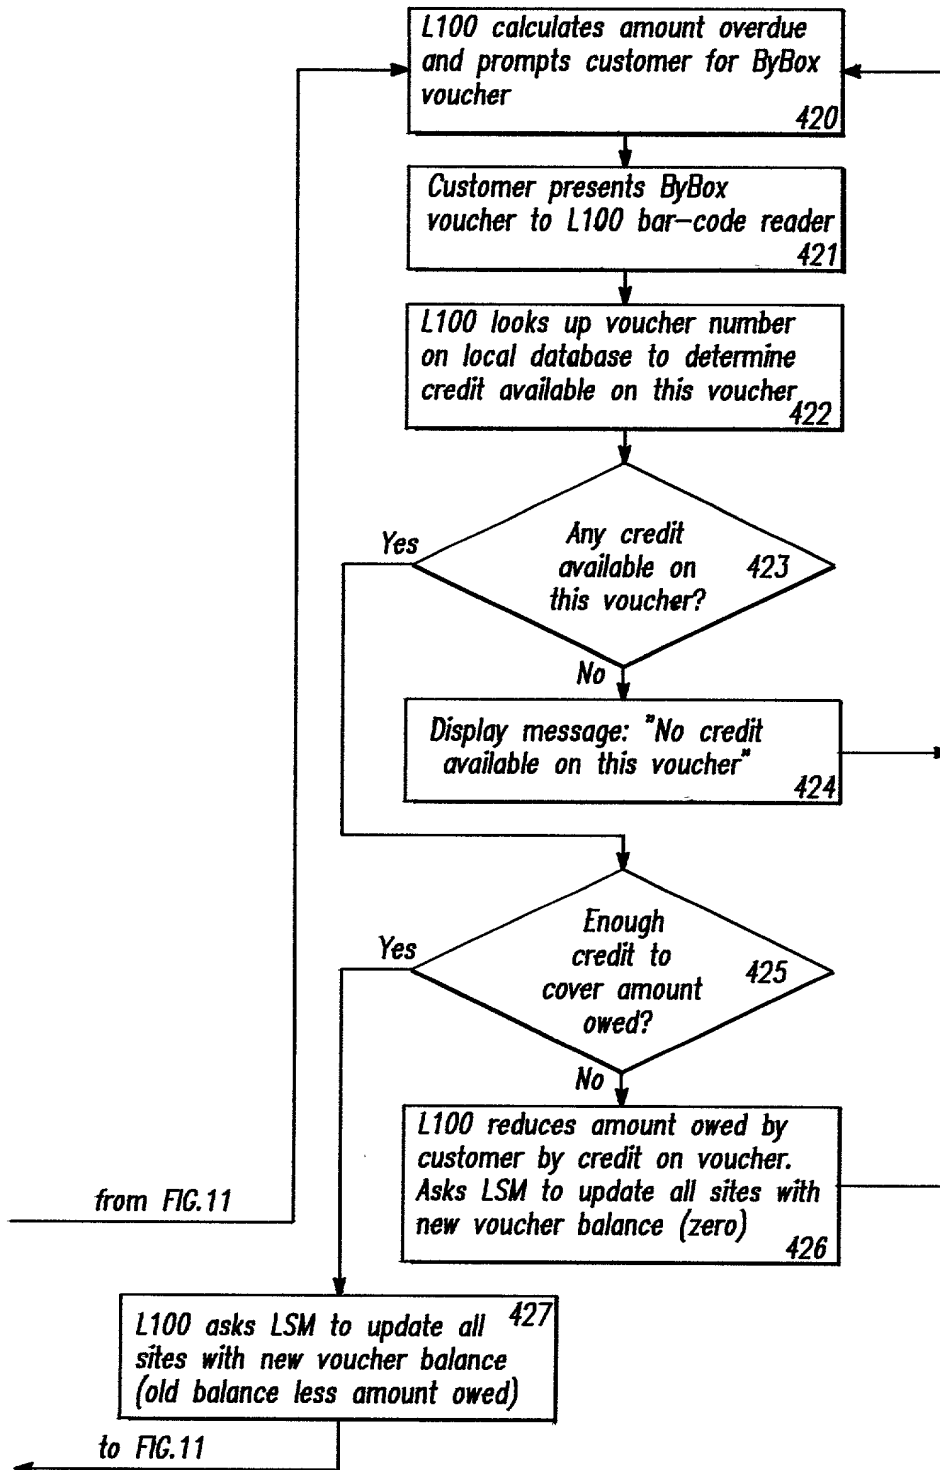 L100 calculates amount overdue
and prompts customer for ByBox
voucher
420
Customer presents ByBox
voucher to L100 bar-code reader
421
L100 looks up voucher number
on local database to determine
credit available on this voucher
422
Yes
Any credit
available on
this voucher?
423
No
Display message: "No credit
available on this voucher"
424
Yes
Enough
credit to
cover amount
owed?
425
No
L100 reduces amount owed by
customer by credit on voucher.
Asks LSM to update all sites with
new voucher balance (zero)
426
from FIG.11
L100 asks LSM to update all
sites with new voucher balance
(old balance less amount owed)
427
to FIG.11